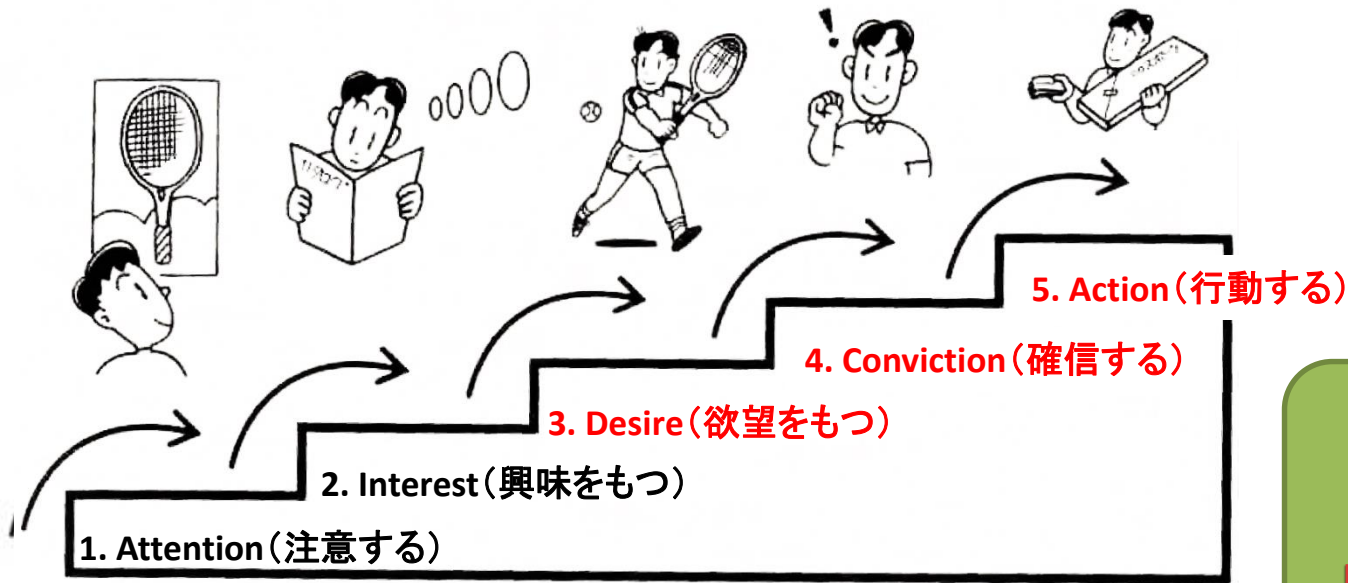 1. Attention（注意する）
2. Interest（興味をもつ）
3. Desire（欲望をもつ）
4. Conviction（確信する）
5. Action（行動する）
!